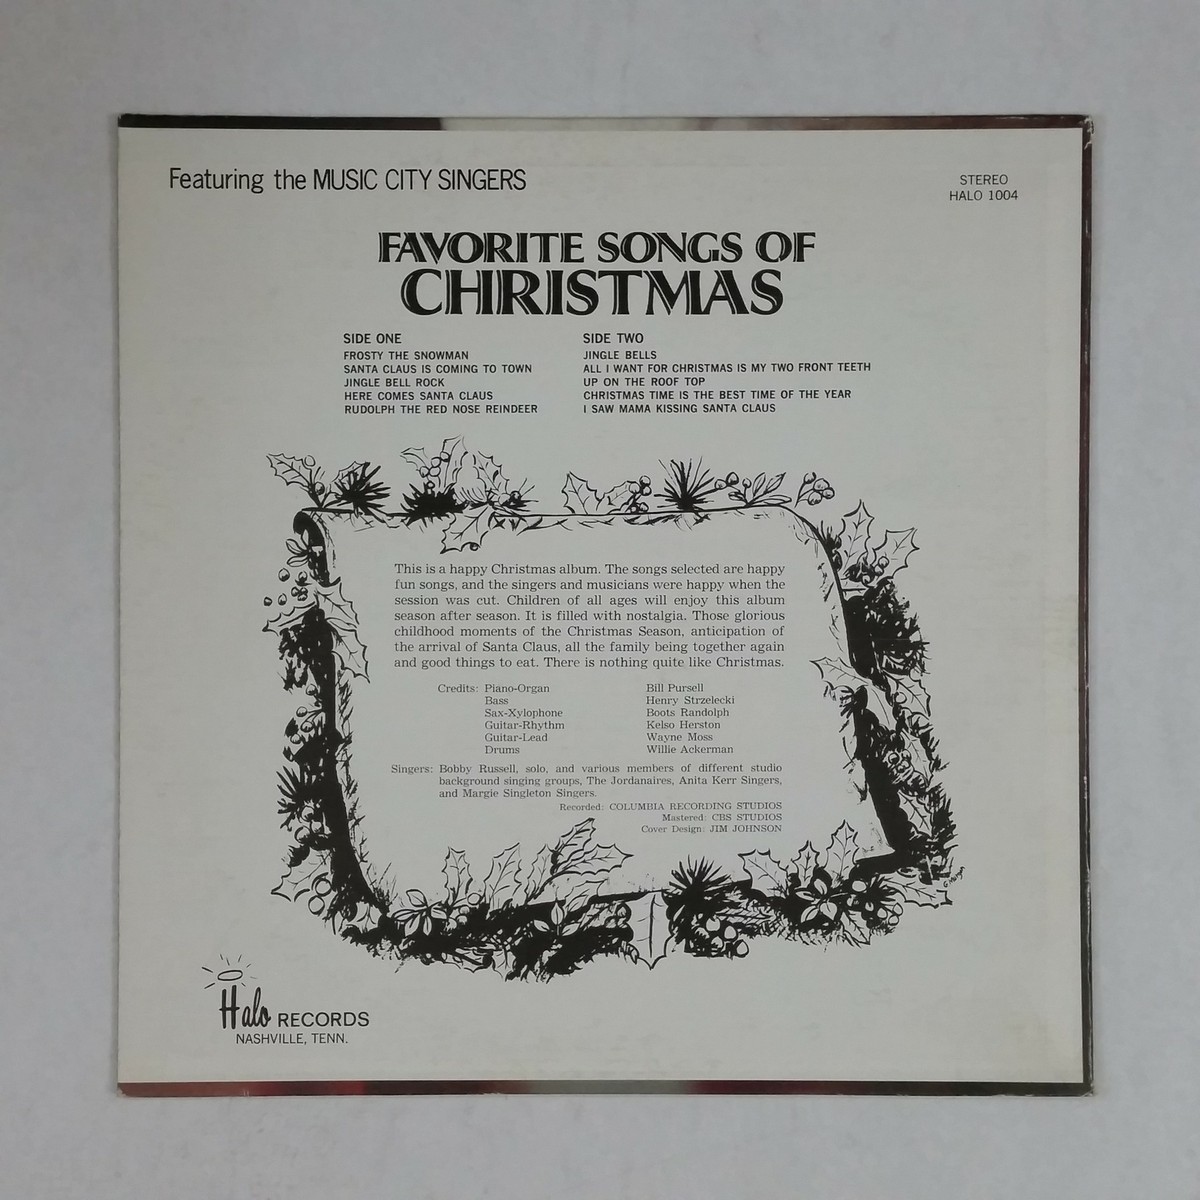 Featuring the MUSIC CITY SINGERS
STEREO
HALO 1004
FAVORITE SONGS OF
CHRISTMAS
SIDE ONE
FROSTY THE SNOWMAN
SANTA CLAUS IS COMING TO TOWN
JINGLE BELL ROCK
HERE COMES SANTA CLAUS
RUDOLPH THE RED NOSE REINDEER
SIDE TWO
JINGLE BELLS
ALL I WANT FOR CHRISTMAS IS MY TWO FRONT TEETH
UP ON THE ROOF TOP
CHRISTMAS TIME IS THE BEST TIME OF THE YEAR
I SAW MAMA KISSING SANTA CLAUS
This is a happy Christmas album. The songs selected are happy
fun songs, and the singers and musicians were happy when the
session was cut. Children of all ages will enjoy this album
season after season. It is filled with nostalgia. Those glorious
childhood moments of the Christmas Season, anticipation of
the arrival of Santa Claus, all the family being together again
and good things to eat. There is nothing quite like Christmas.
Credits: Piano-Organ Bill Pursell
Bass Henry Strzelecki
Sax-Xylophone Boots Randolph
Guitar-Rhythm Kelso Herston
Guitar-Lead Wayne Moss
Drums Willie Ackerman
Singers: Bobby Russell, solo, and various members of different studio
background singing groups, The Jordanaires, Anita Kerr Singers,
and Margie Singleton Singers.
Recorded: COLUMBIA RECORDING STUDIOS
Mastered: CBS STUDIOS
Cover Design: JIM JOHNSON
Halo RECORDS
NASHVILLE, TENN.